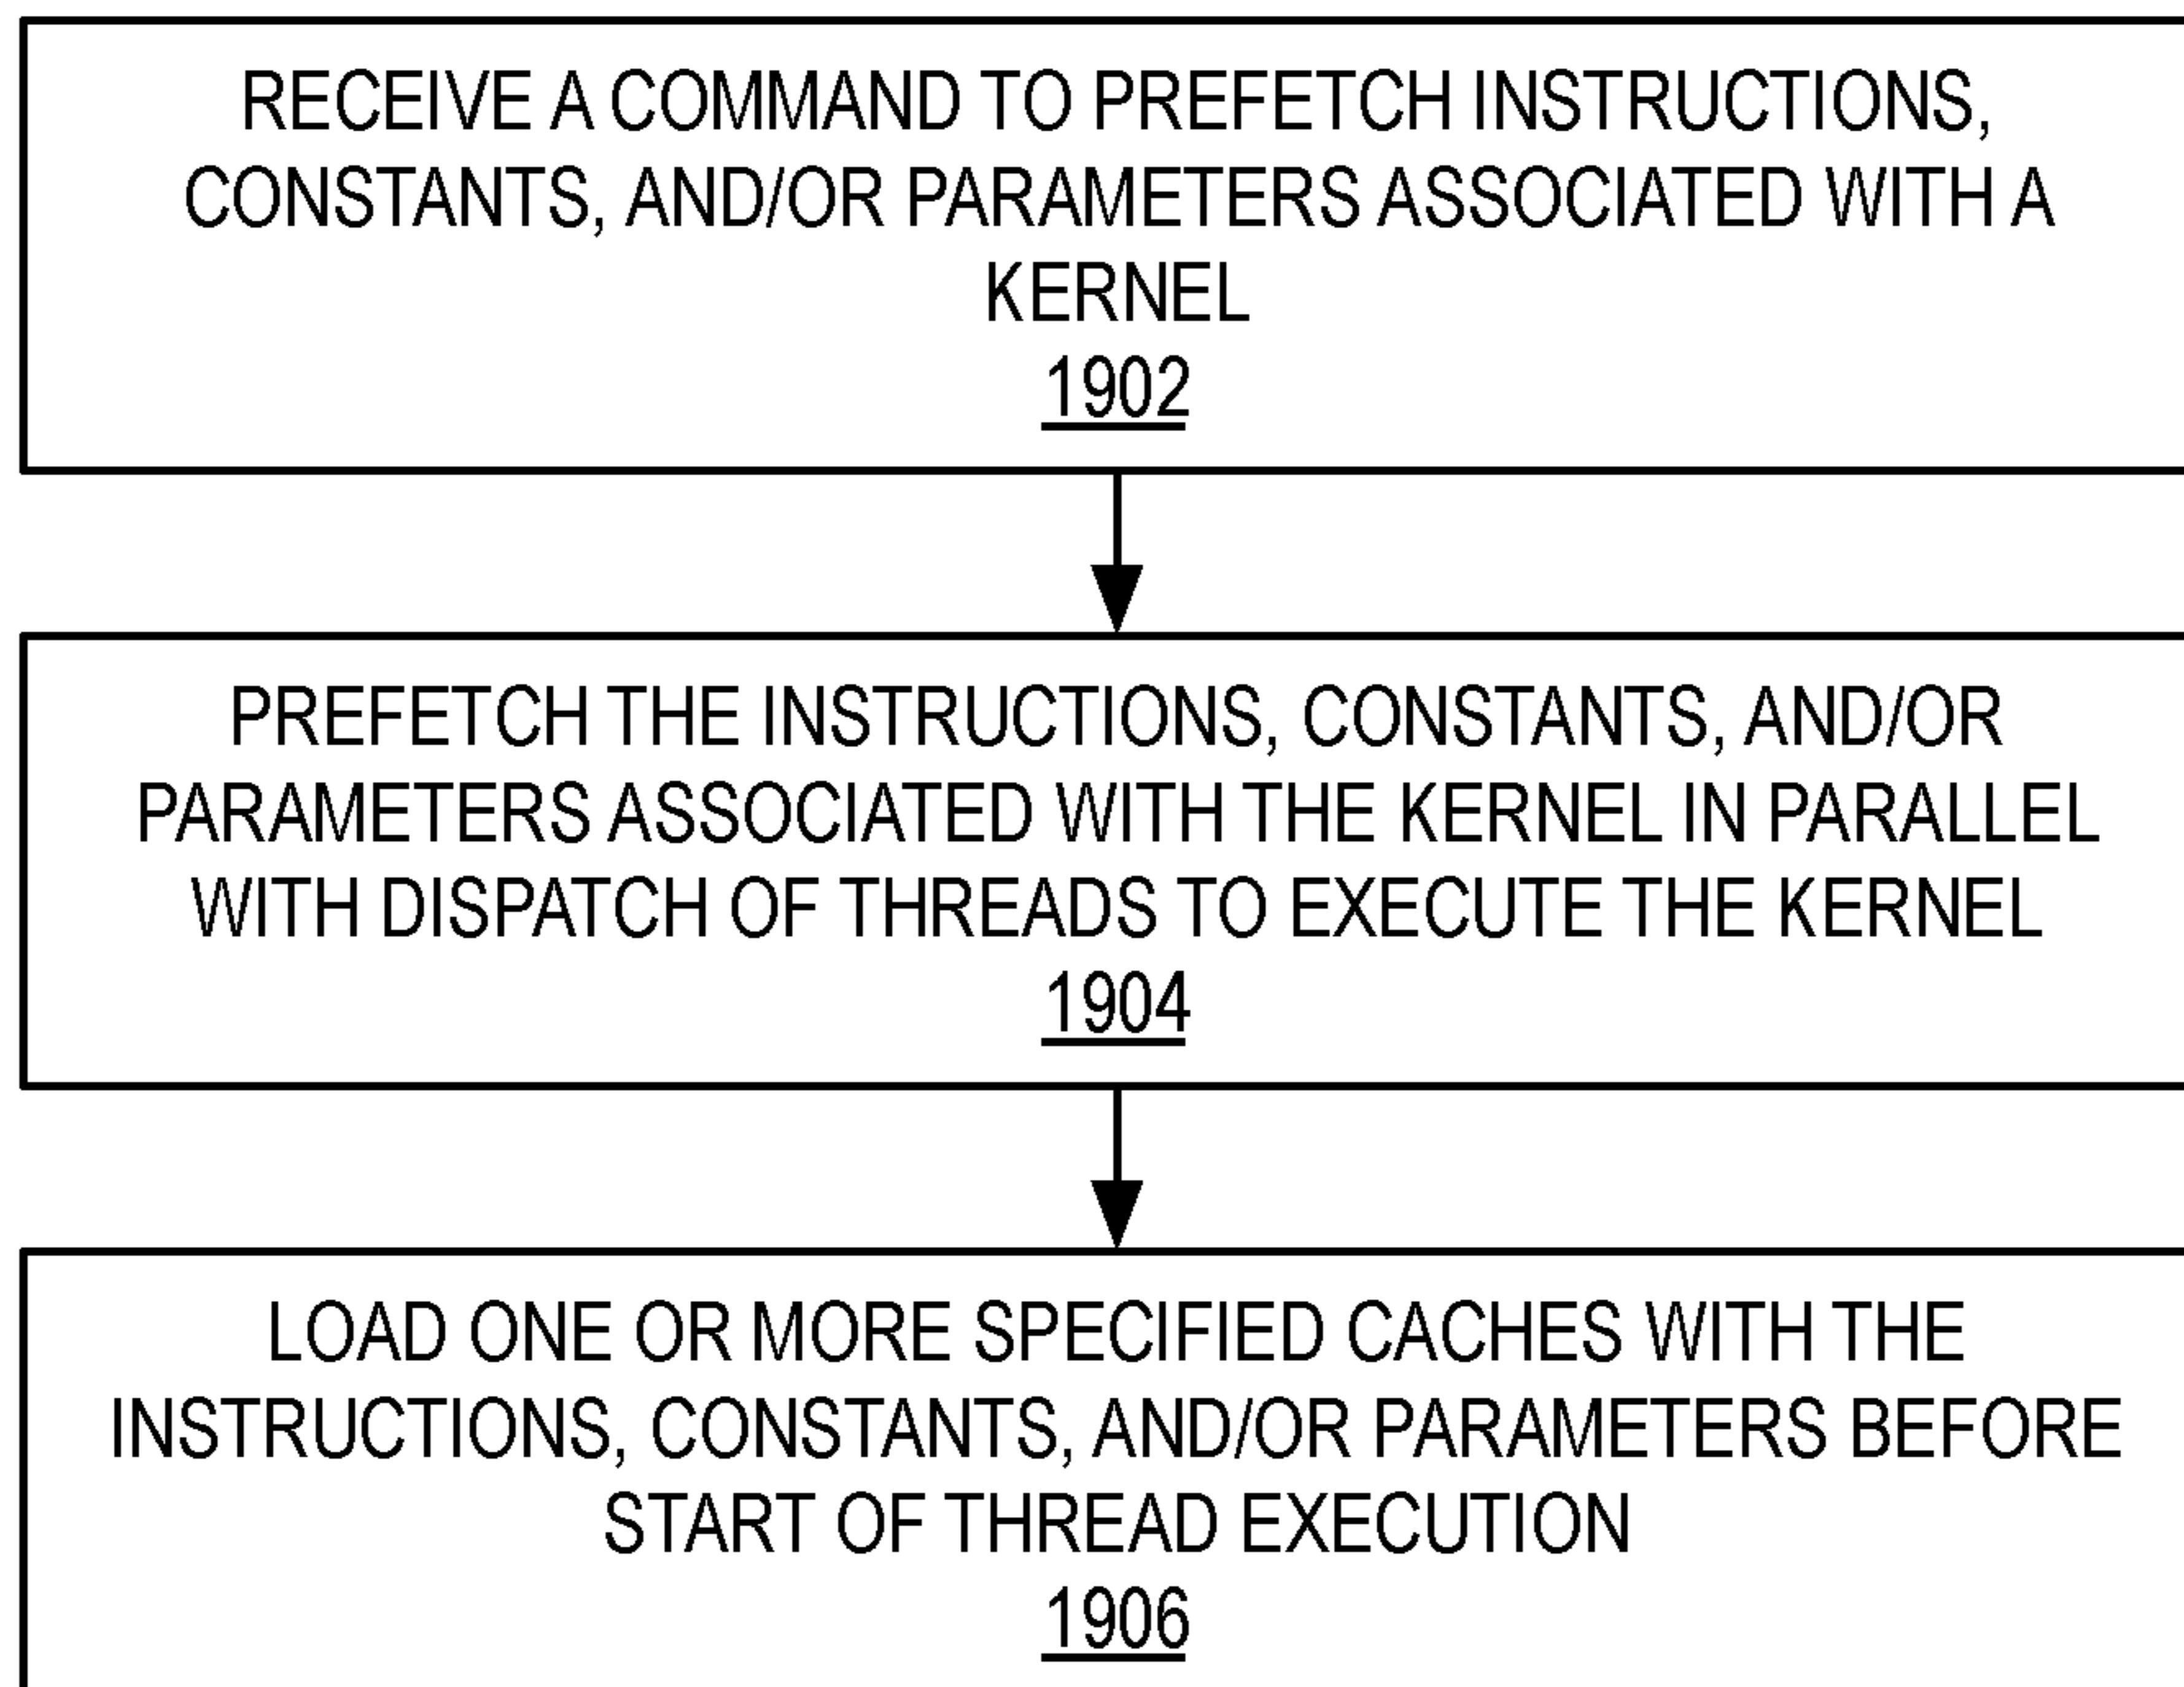 RECEIVE A COMMAND TO PREFETCH INSTRUCTIONS,
CONSTANTS, AND/OR PARAMETERS ASSOCIATED WITH A
KERNEL
1902
PREFETCH THE INSTRUCTIONS, CONSTANTS, AND/OR
PARAMETERS ASSOCIATED WITH THE KERNEL IN PARALLEL
WITH DISPATCH OF THREADS TO EXECUTE THE KERNEL
1904
LOAD ONE OR MORE SPECIFIED CACHES WITH THE
INSTRUCTIONS, CONSTANTS, AND/OR PARAMETERS BEFORE
START OF THREAD EXECUTION
1906